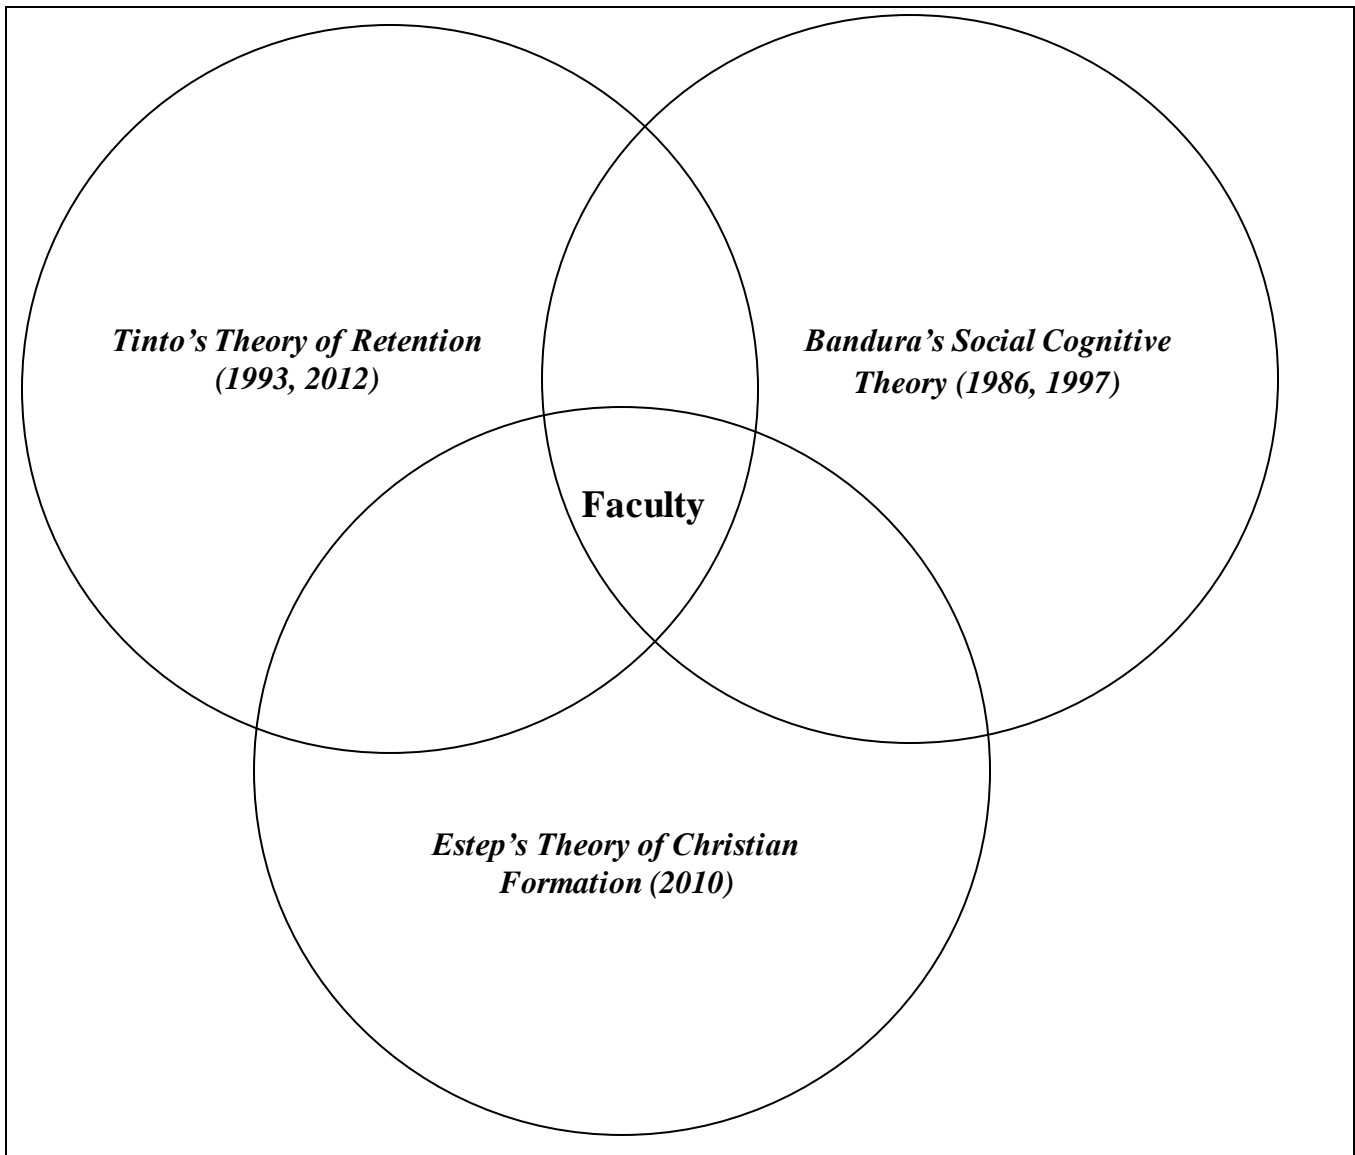 Tinto’s Theory of Retention
(1993, 2012)
Bandura’s Social Cognitive
Theory (1986, 1997)
Faculty
Estep’s Theory of Christian
Formation (2010)